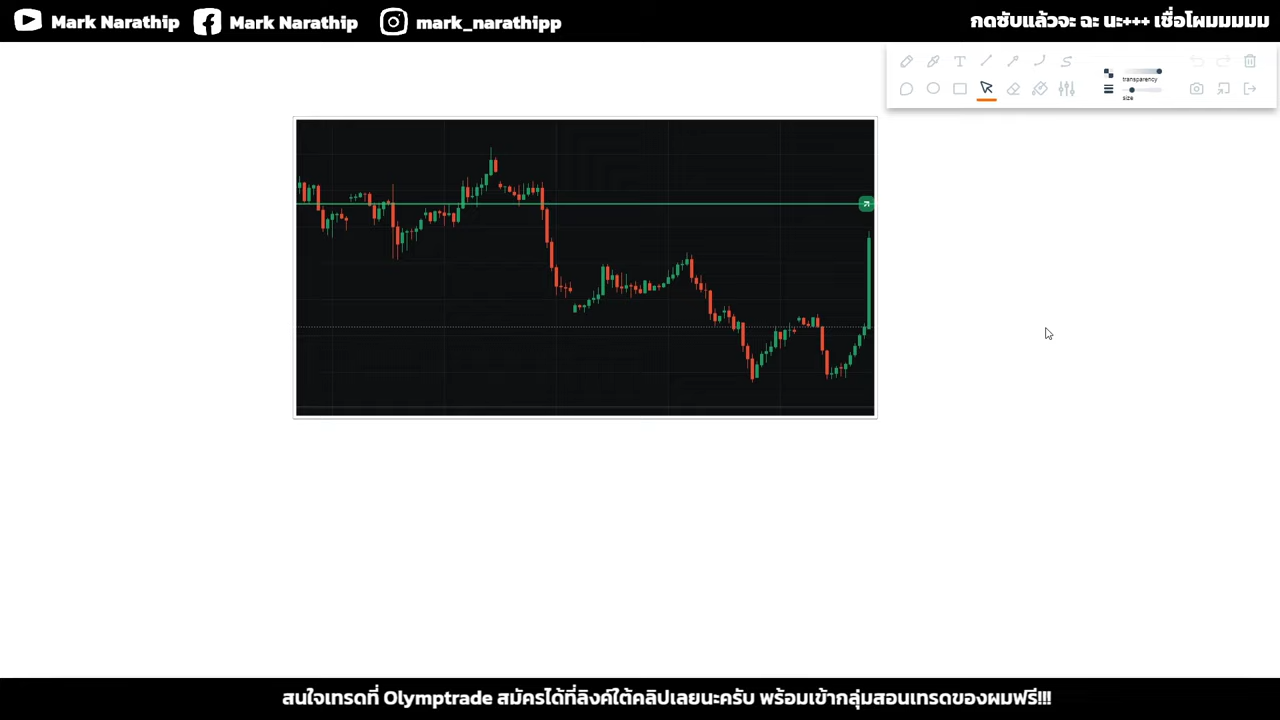 Mark Narathip Mark Narathip mark_narathipp กดซับแล้วจะ ฉะ นะ+++ เชื่อโผมมมมม
T
transparency
size
สนใจเทรดที่ Olymptrade สมัครได้ที่ลิงค์ใต้คลิปเลยนะครับ พร้อมเข้ากลุ่มสอนเทรดของผมฟรี!!!